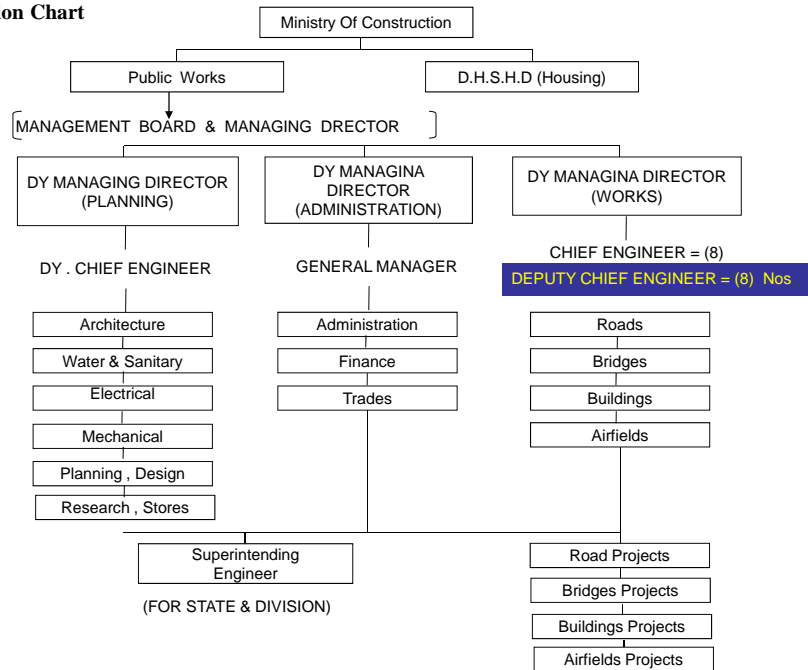 ion Chart
Ministry Of Construction
Public Works
D.H.S.H.D (Housing)
MANAGEMENT BOARD & MANAGING DRECTOR
DY MANAGING DIRECTOR
(PLANNING)
DY MANAGINA
DIRECTOR
(ADMINISTRATION)
DY MANAGINA DIRECTOR
(WORKS)
DY . CHIEF ENGINEER
GENERAL MANAGER
CHIEF ENGINEER = (8)
DEPUTY CHIEF ENGINEER = (8) Nos
Architecture
Water & Sanitary
Electrical
Mechanical
Planning , Design
Research , Stores
Administration
Finance
Trades
Roads
Bridges
Buildings
Airfields
Superintending
Engineer
(FOR STATE & DIVISION)
Road Projects
Bridges Projects
Buildings Projects
Airfields Projects